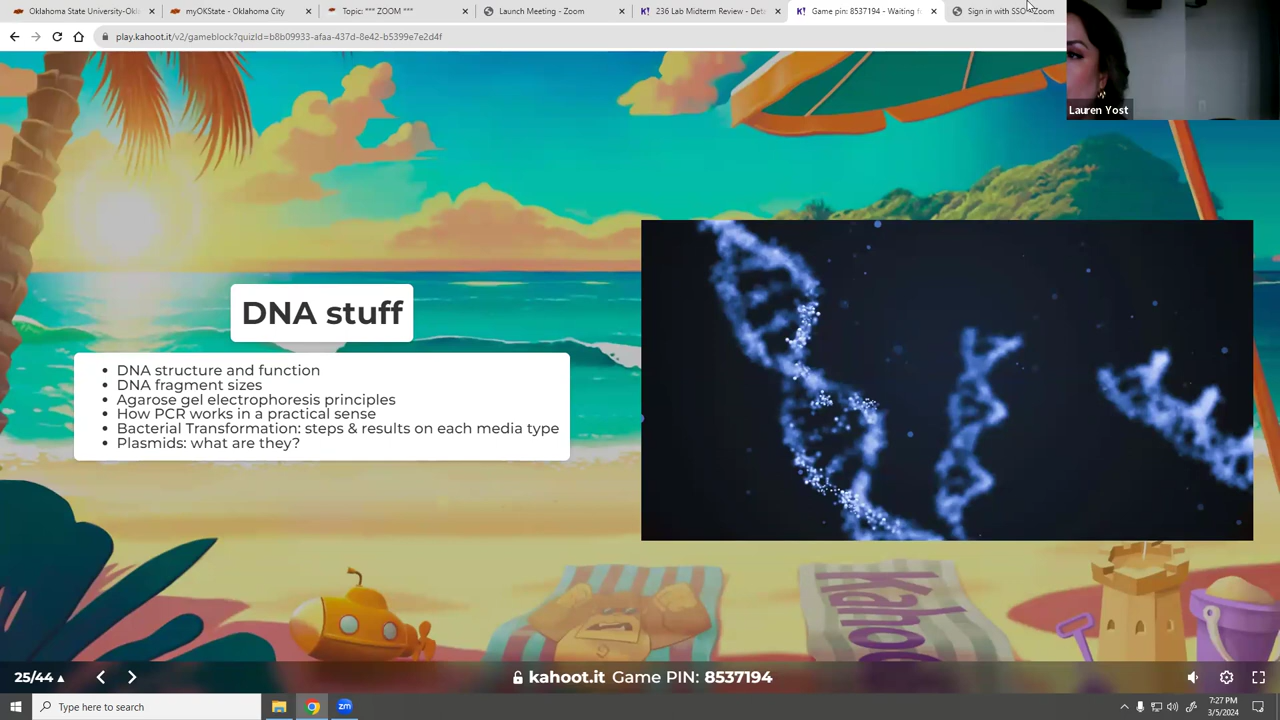 Oklahoma State University-Okl
myOKState - Oklahoma City
Topic: *** ZOOM ***
Launch Meeting - Zoom
236 Lab Midterm Review - Deta
Game pin: 8537194 - Waiting f
Sign in with SSO - Zoom
play.kahoot.it/v2/gameblock?quizId=b8b09933-afaa-437d-8e42-b5399e7e2d4f
Lauren Yost
DNA stuff
• DNA structure and function
• DNA fragment sizes
• Agarose gel electrophoresis principles
• How PCR works in a practical sense
• Bacterial Transformation: steps & results on each media type
• Plasmids: what are they?
Kahoo
25/44
kahoot.it Game PIN: 8537194
Type here to search
zm
7:27 PM
3/5/2024